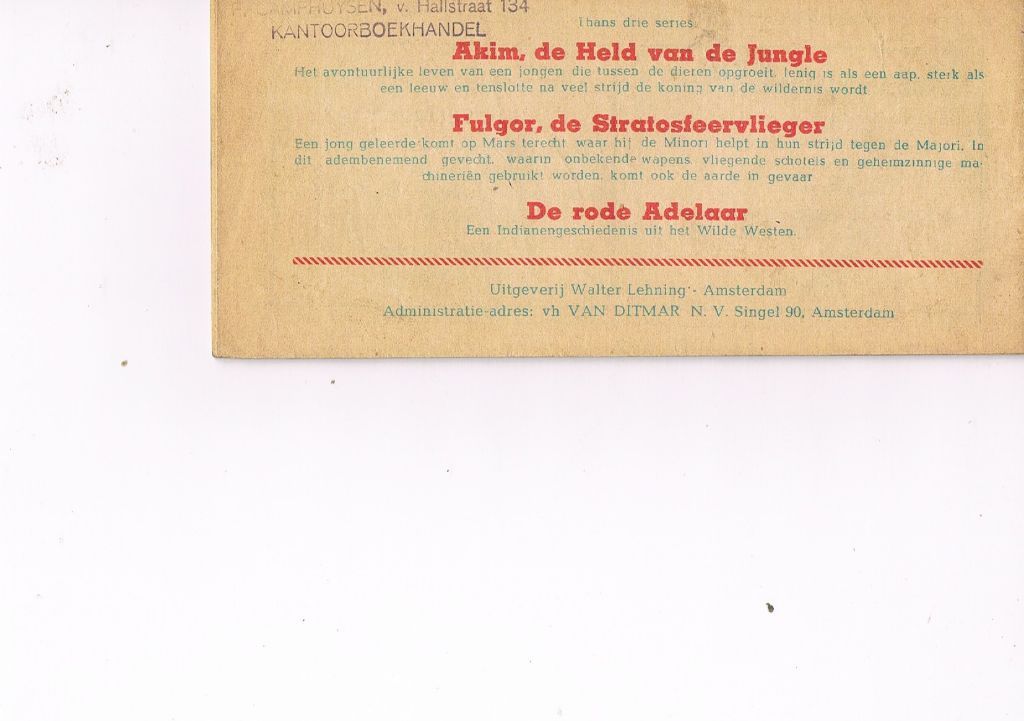 CAMPHUYSEN, v. Hallstraat 134
KANTOORBOEKHANDEL
Thans drie series:
Akim, de Held van de Jungle
Het avontuurlijke leven van een jongen die tussen de dieren opgroeit, lenig is als een aap, sterk als
een leeuw en tenslotte na veel strijd de koning van de wildernis wordt
Fulgor, de Stratosfeervlieger
Een jong geleerde komt op Mars terecht waar hij de Minori helpt in hun strijd tegen de Majori. In
dit adembenemend gevecht, waarin onbekende wapens, vliegende schotels en geheimzinnige ma-
chinerieën gebruikt worden, komt ook de aarde in gevaar
De rode Adelaar
Een Indianengeschiedenis uit het Wilde Westen.
Uitgeverij Walter Lehning - Amsterdam
Administratie-adres: vh VAN DITMAR N. V. Singel 90, Amsterdam